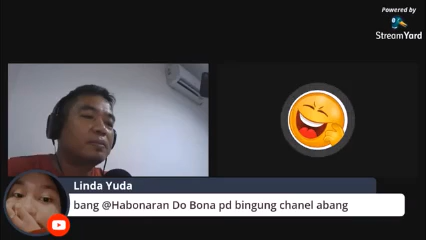 Powered by
StreamYard
Linda Yuda
bang @Habonaran Do Bona pd bingung chanel abang